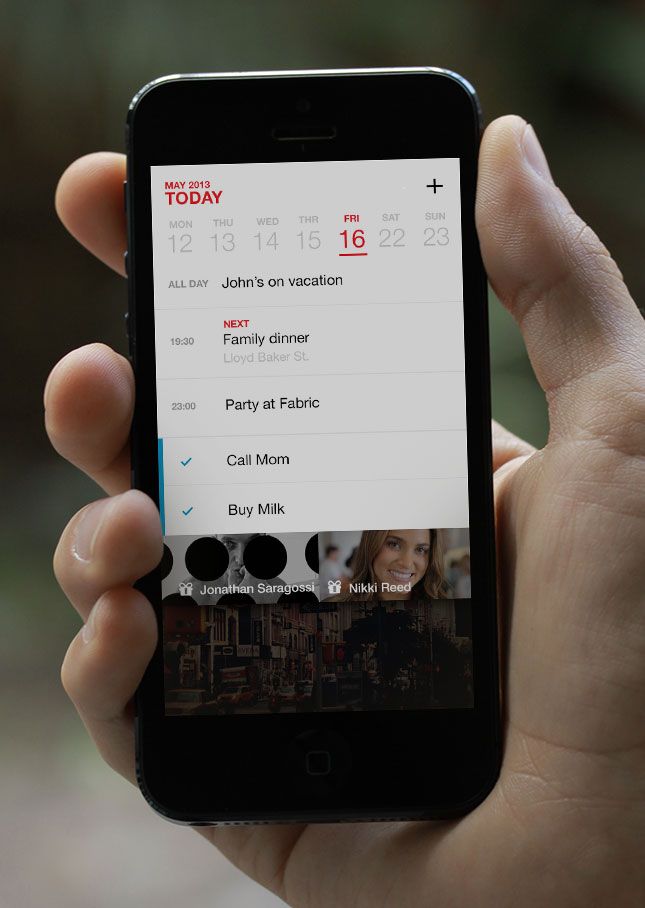 MAY 2013
TODAY
+
MON THU WED THR FRI SAT SUN
12 13 14 15 16 22 23
ALL DAY John's on vacation
NEXT
19:30 Family dinner
Lloyd Baker St.
23:00 Party at Fabric
Call Mom
Buy Milk
Jonathan Saragossi Nikki Reed